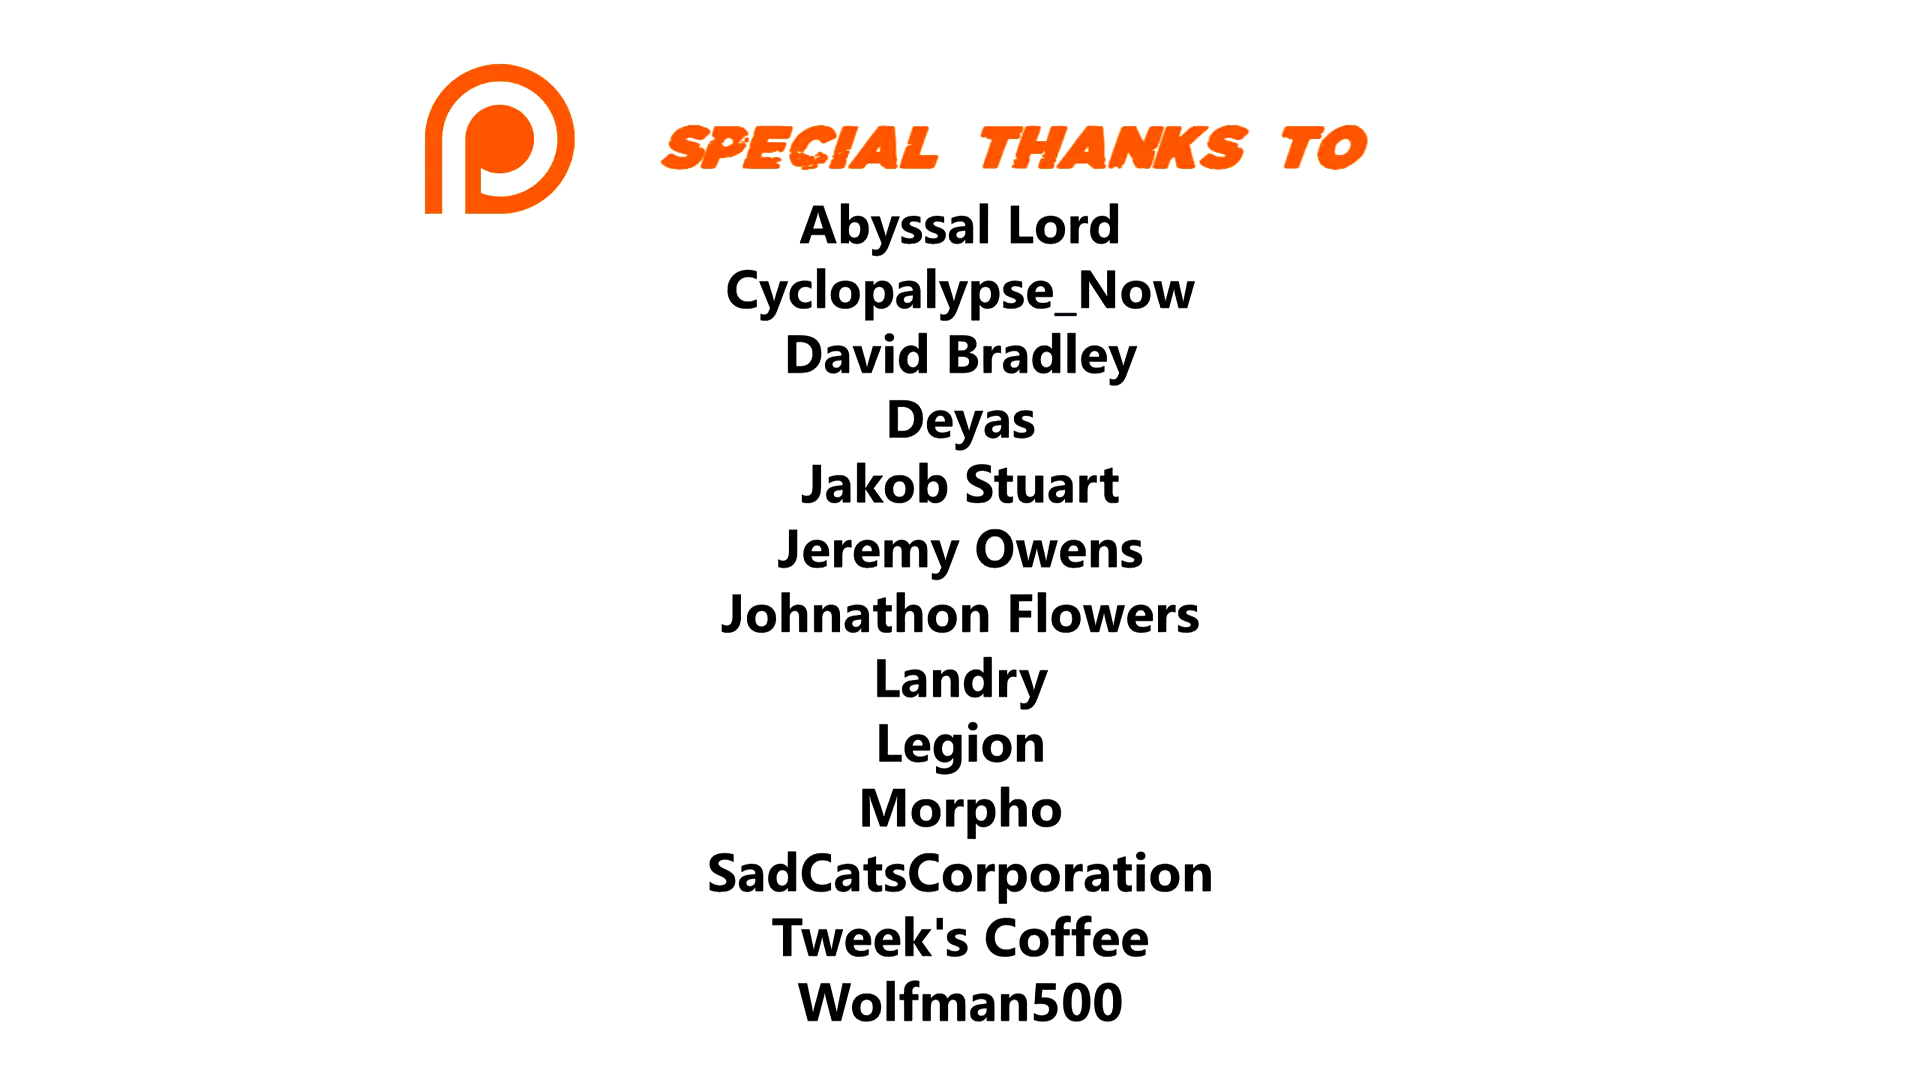 SPECIAL THANKS TO
Abyssal Lord
Cyclopalypse_Now
David Bradley
Deyas
Jakob Stuart
Jeremy Owens
Johnathon Flowers
Landry
Legion
Morpho
SadCatsCorporation
Tweek's Coffee
Wolfman500